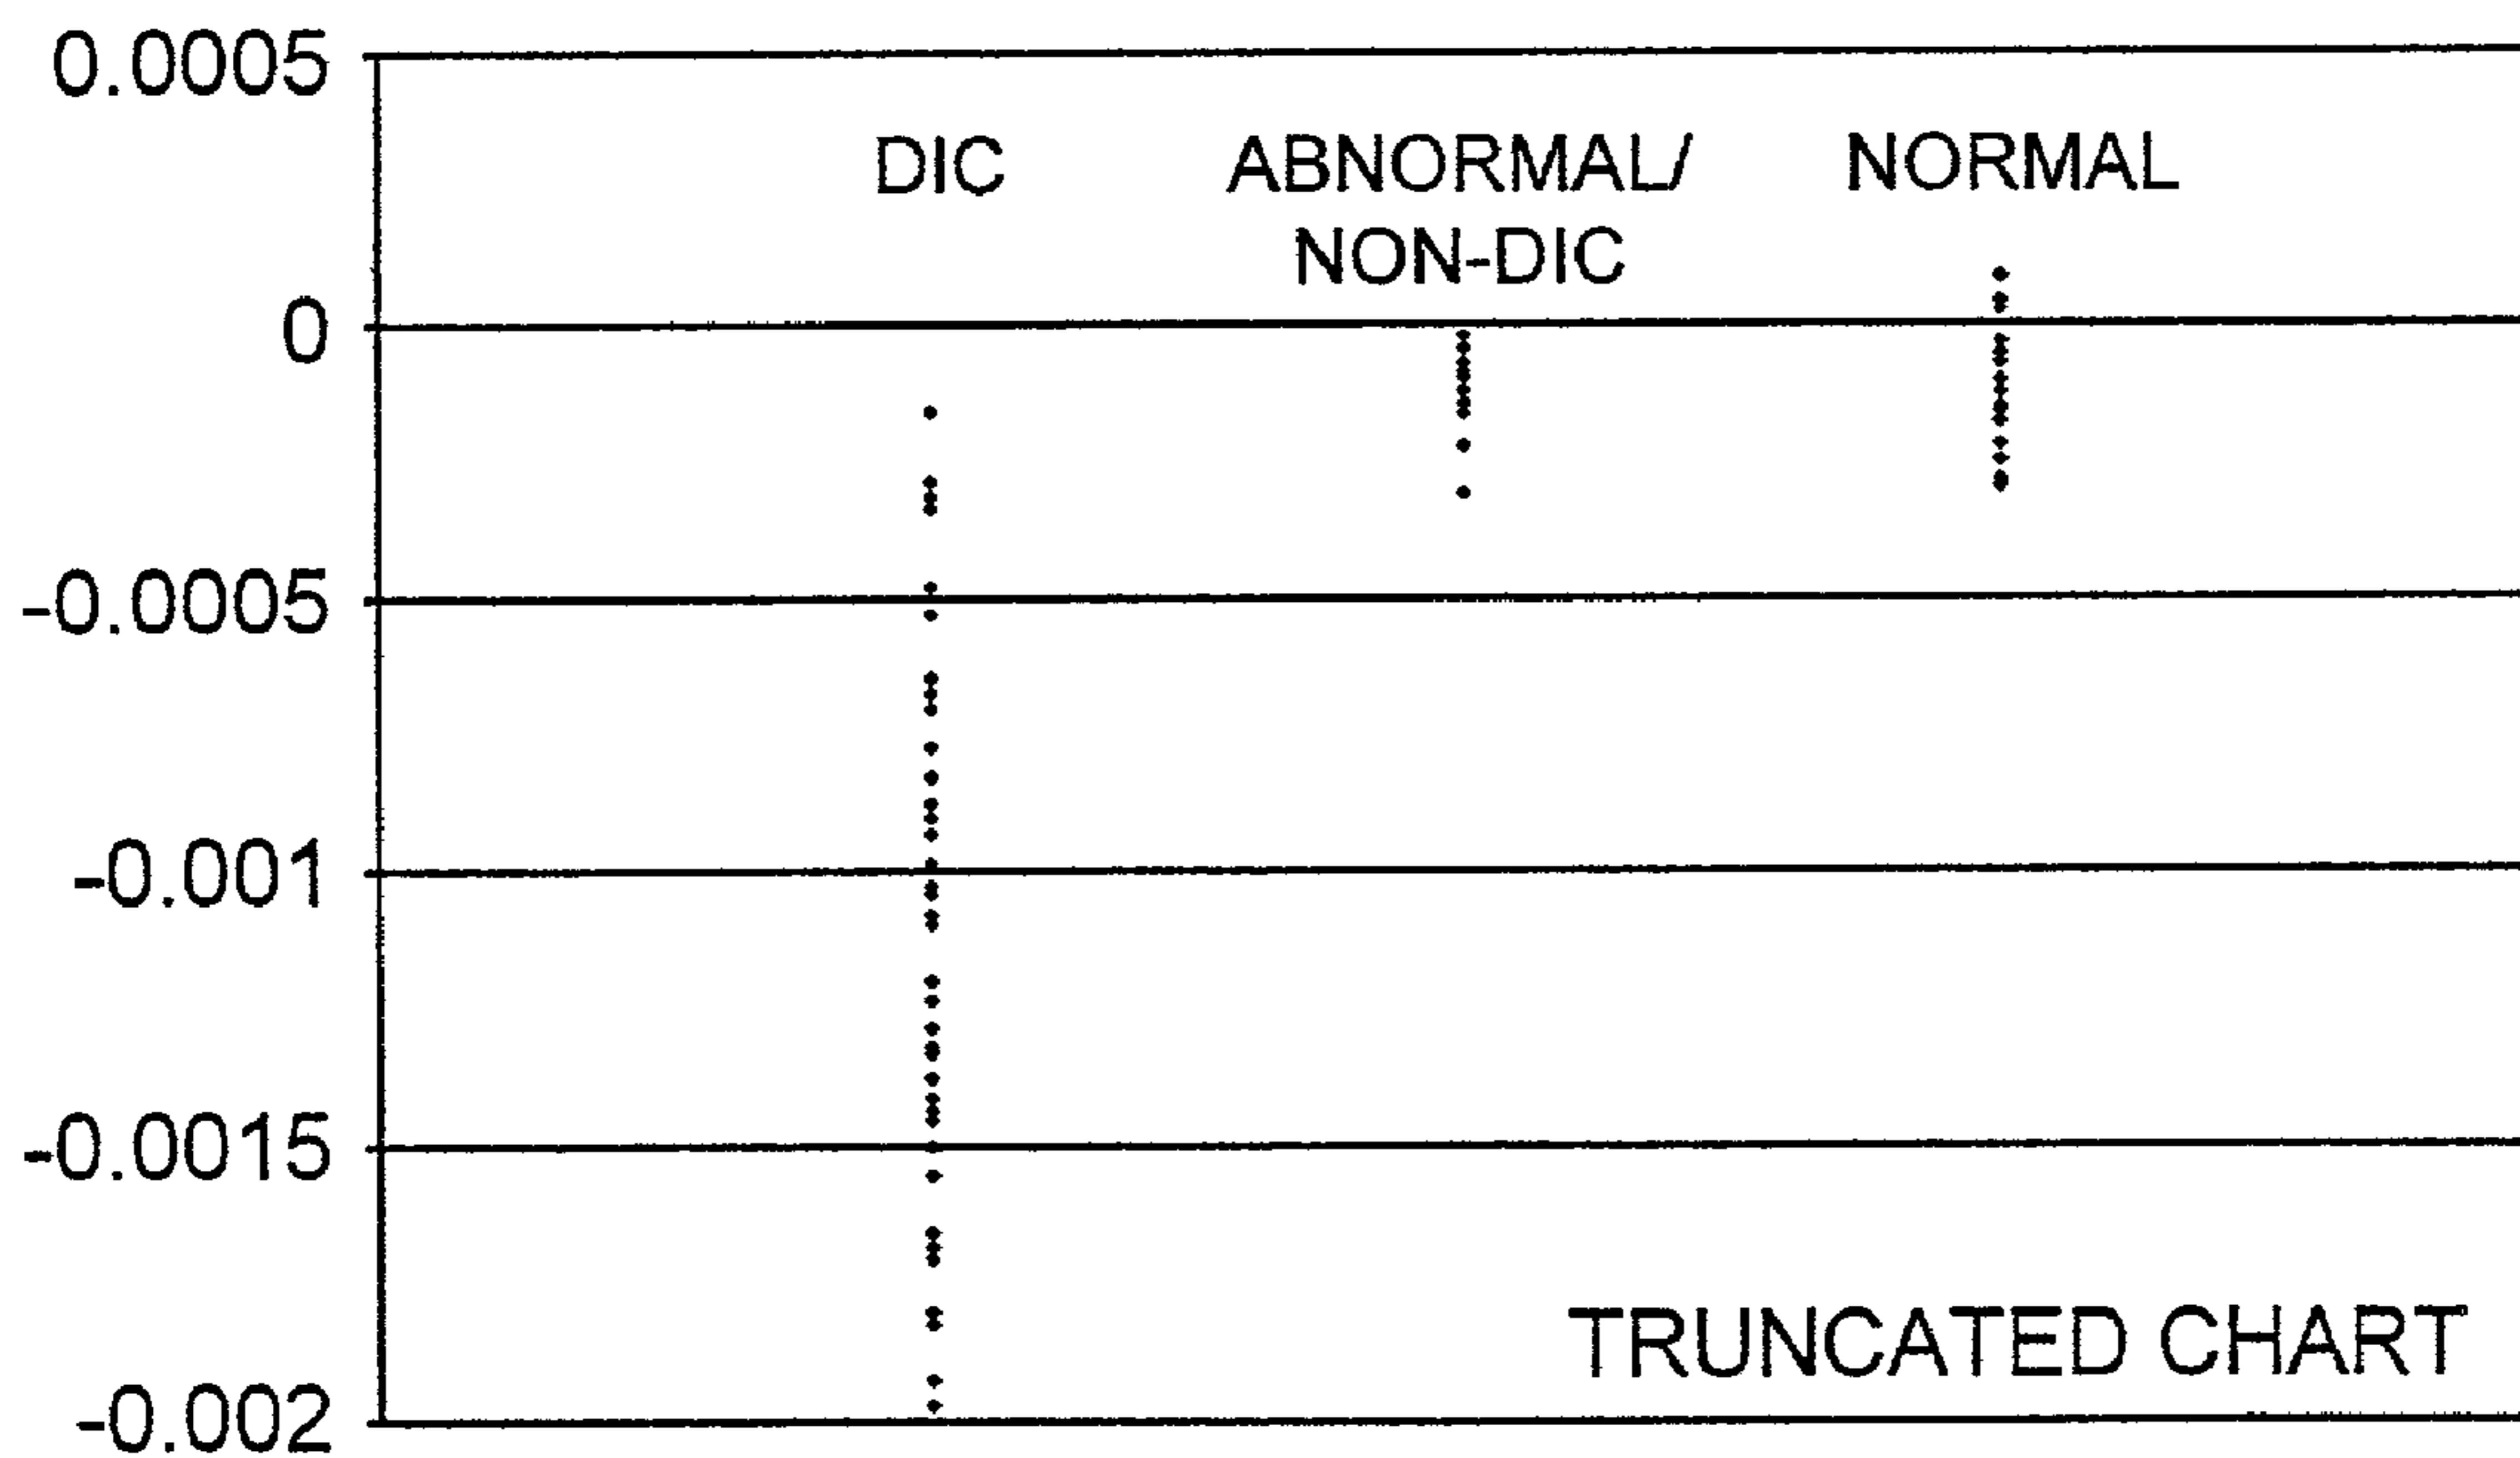 0.0005
DIC ABNORMAL/ NORMAL
NON-DIC
0
-0.0005
-0.001
-0.0015
TRUNCATED CHART
-0.002